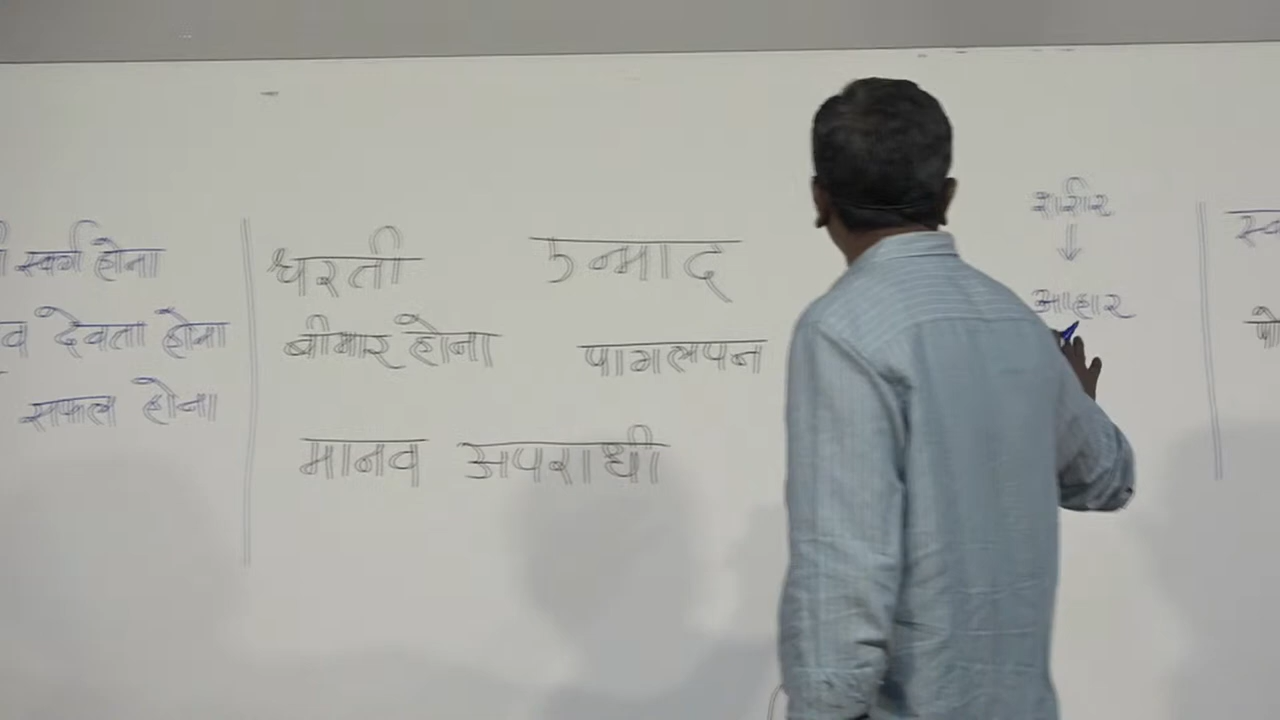 स्वर्ग होना
देवता होना
सफल होना
धरती
बीमार होना
मानव अपराधी
उन्माद
पागलपन
शरीर
↓
आहार